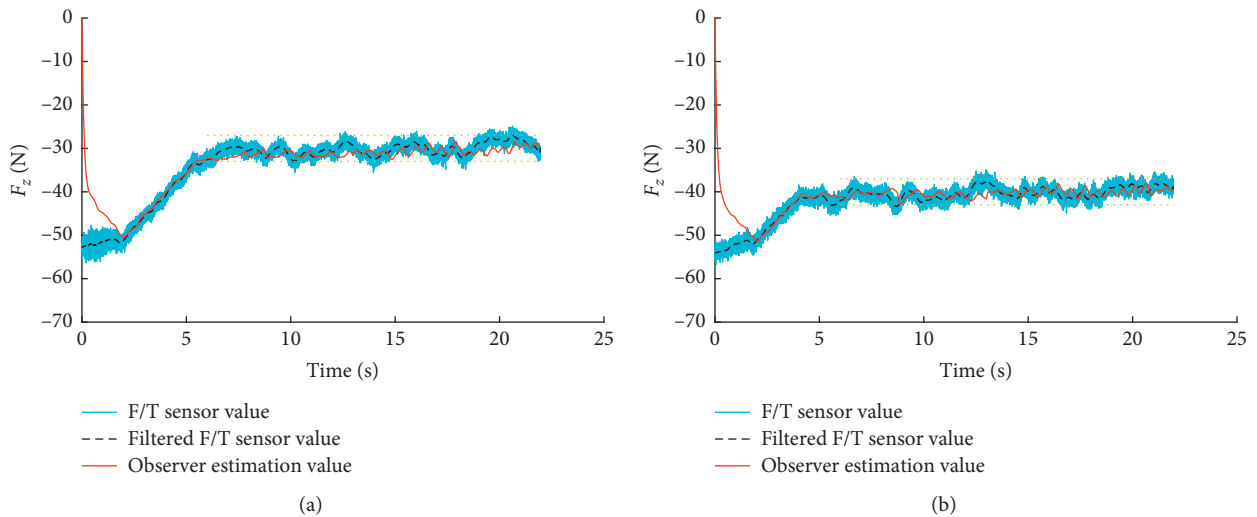 0
–10
–20
–30
–40
–50
–60
–70
F_z (N)
0 5 10 15 20 25
Time (s)
F/T sensor value
Filtered F/T sensor value
Observer estimation value
(a)
0
–10
–20
–30
–40
–50
–60
–70
F_z (N)
0 5 10 15 20 25
Time (s)
F/T sensor value
Filtered F/T sensor value
Observer estimation value
(b)